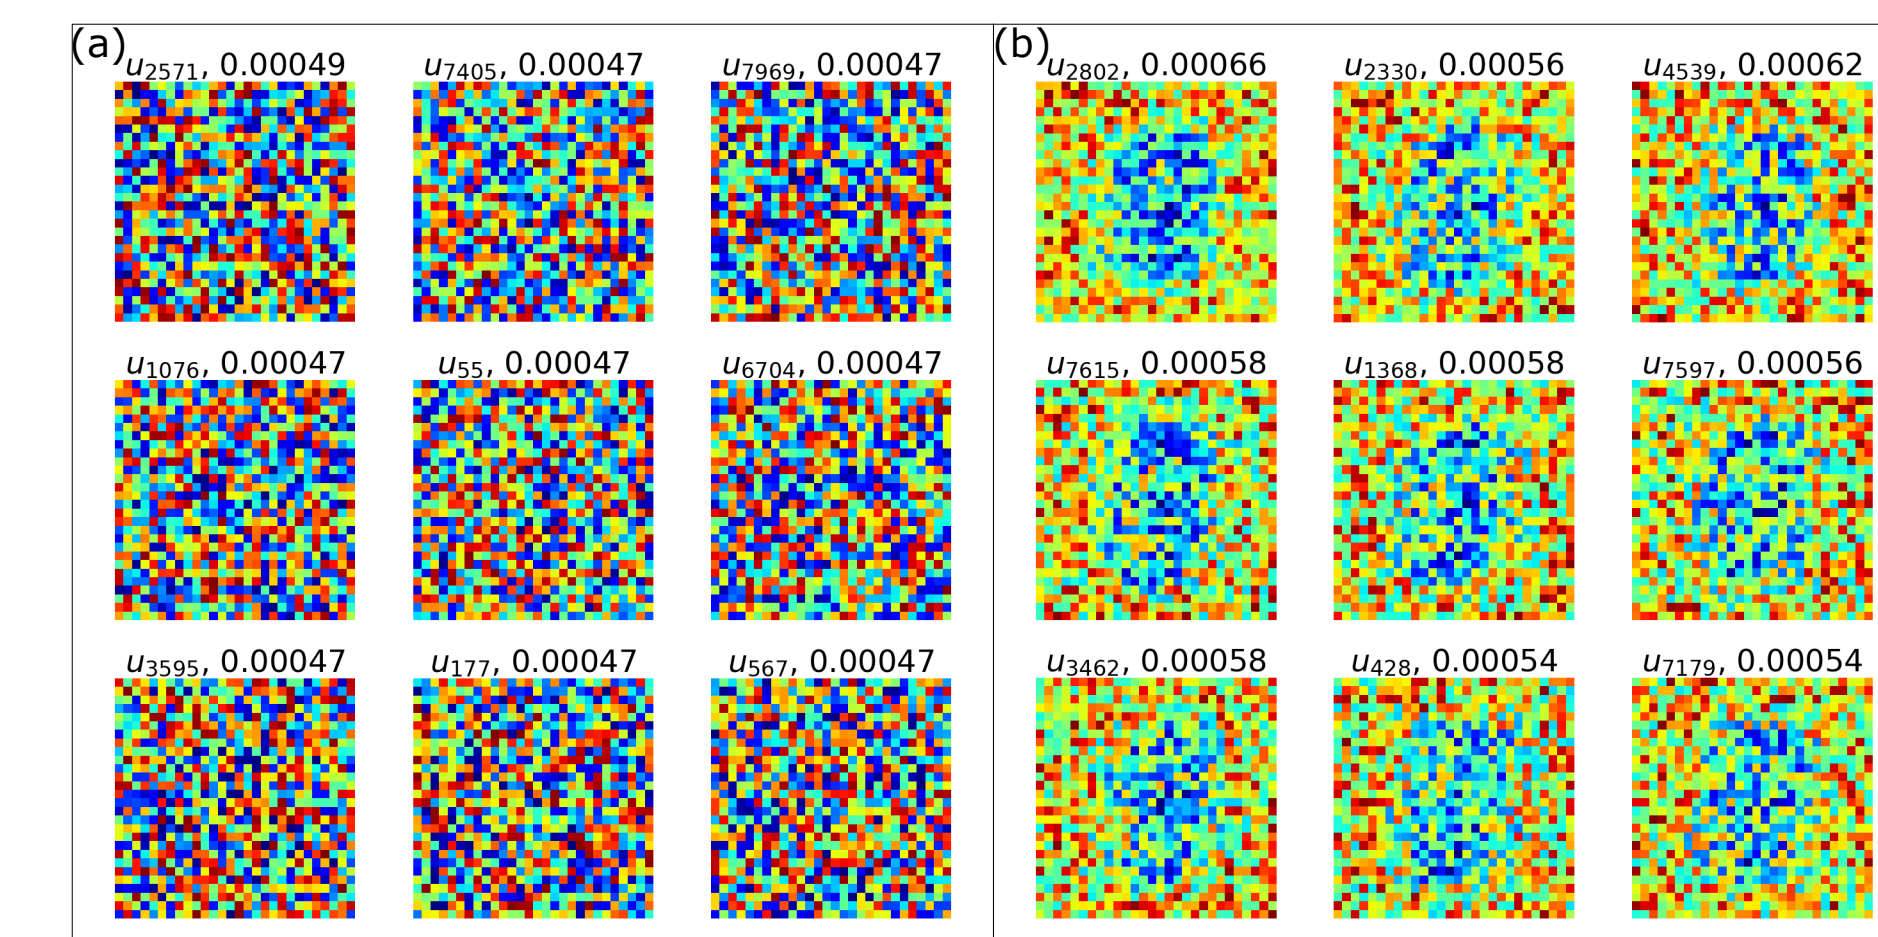 (a)
(b)
u2571, 0.00049
u7405, 0.00047
u7969, 0.00047
u2802, 0.00066
u2330, 0.00056
u4539, 0.00062
u1076, 0.00047
u55, 0.00047
u6704, 0.00047
u7615, 0.00058
u1368, 0.00058
u7597, 0.00056
u3595, 0.00047
u177, 0.00047
u567, 0.00047
u3462, 0.00058
u428, 0.00054
u7179, 0.00054